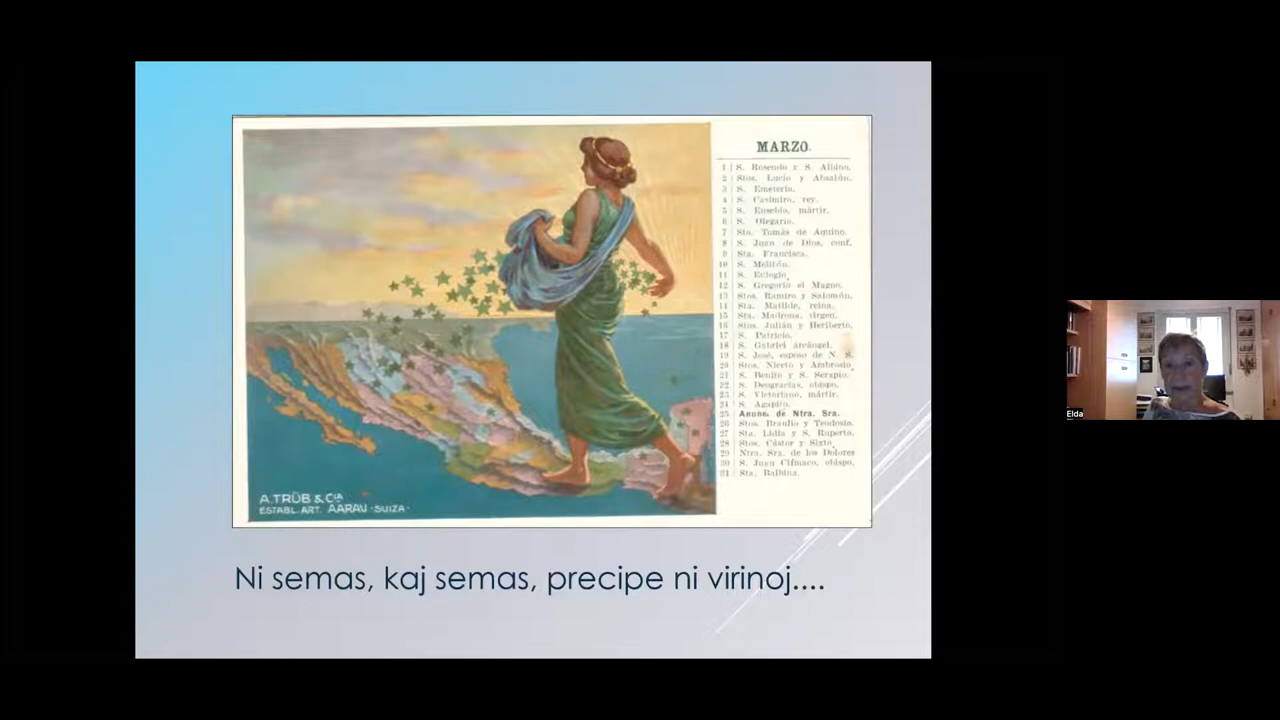 MARZO.
1 S. Rosendo y S. Albino.
2 Stos. Lucio y Absalón.
3 S. Emeterio.
4 S. Casimiro, rey.
5 S. Eusebio, mártir.
6 S. Olegario.
7 Sto. Tomás de Aquino.
8 S. Juan de Dios, conf.
9 Sta. Francisca.
10 S. Melitón.
11 S. Eulogio.
12 S. Gregorio el Magno.
13 Stos. Ramiro y Salomón.
14 Sta. Matilde, reina.
15 Sta. Madrona, virgen.
16 Stos. Julián y Heriberto.
17 S. Patricio.
18 S. Gabriel arcángel.
19 S. José, esposo de N. S.
20 Stos. Niceto y Ambrosio.
21 S. Benito y S. Serapio.
22 S. Deogracias, obispo.
23 S. Victoriano, mártir.
24 S. Agapito.
25 Anunc. de Ntra. Sra.
26 Stos. Braulio y Teodosio.
27 Sta. Lidia y S. Ruperto.
28 Stos. Cástor y Sixto.
29 Ntra. Sra. de los Dolores
30 S. Juan Clímaco, obispo.
31 Sta. Balbina.
A. TRÜB & CIA
ESTABL. ART. AARAU - SUIZA -
Ni semas, kaj semas, precipe ni virinoj....
Elda